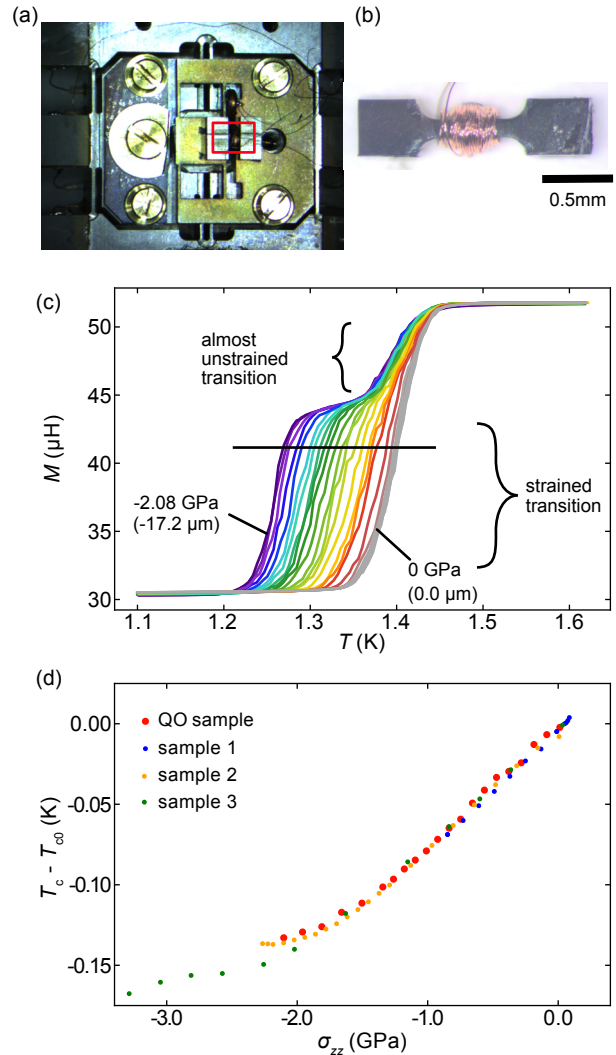 (a)
(b)
0.5mm
(c)
50
45
40
35
30
M (μH)
almost
unstrained
transition
strained
transition
-2.08 GPa
(-17.2 μm)
0 GPa
(0.0 μm)
1.1 1.2 1.3 1.4 1.5 1.6
T (K)
(d)
0.00
-0.05
-0.10
-0.15
Tc - Tc0 (K)
QO sample
sample 1
sample 2
sample 3
-3.0 -2.0 -1.0 0.0
σzz (GPa)